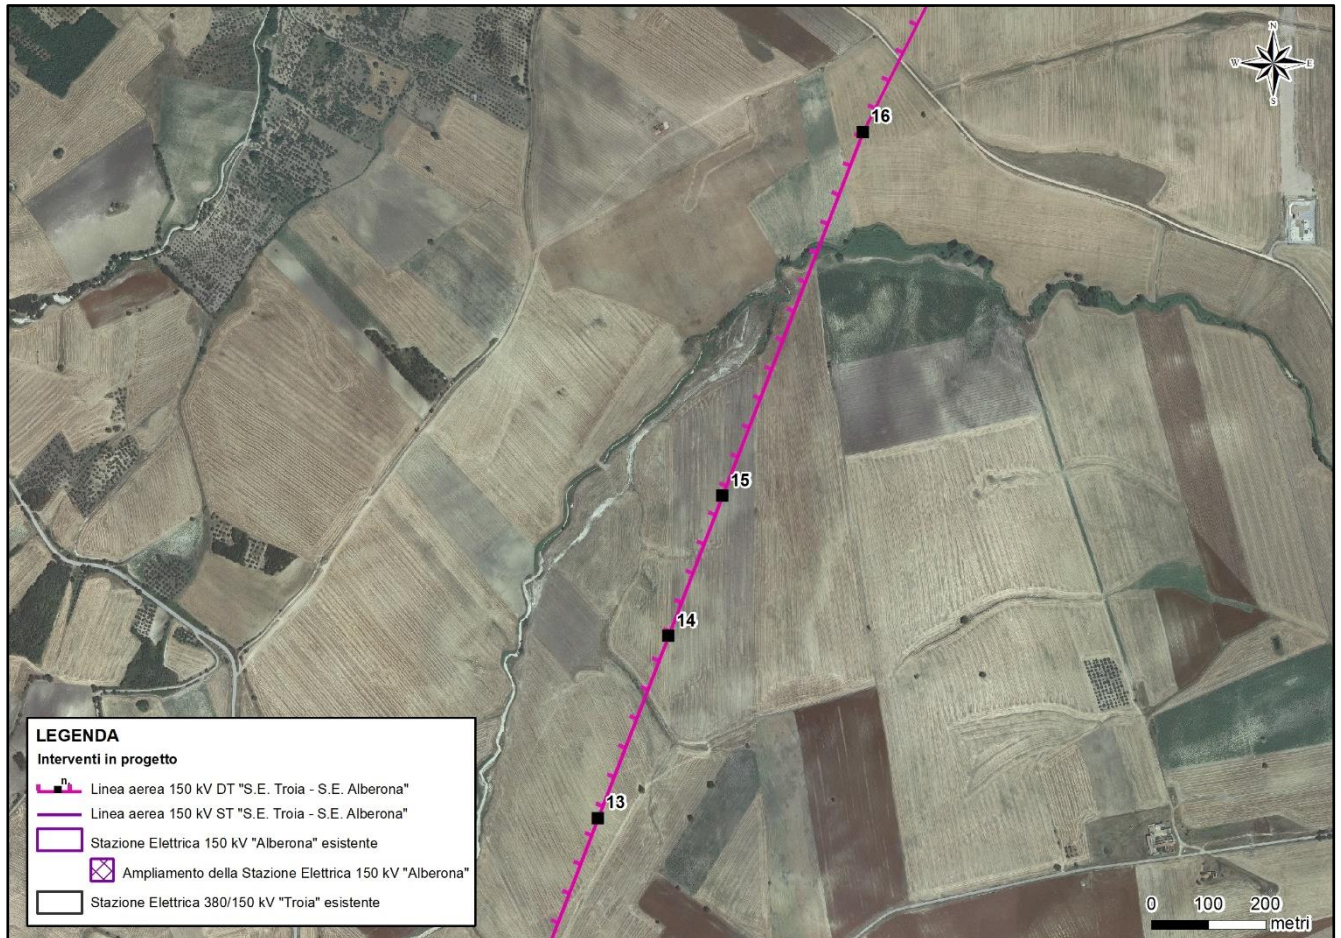 N
W E
S
16
15
14
13
LEGENDA
Interventi in progetto
n
Linea aerea 150 kV DT "S.E. Troia - S.E. Alberona"
Linea aerea 150 kV ST "S.E. Troia - S.E. Alberona"
Stazione Elettrica 150 kV "Alberona" esistente
Ampliamento della Stazione Elettrica 150 kV "Alberona"
Stazione Elettrica 380/150 kV "Troia" esistente
0 100 200
metri